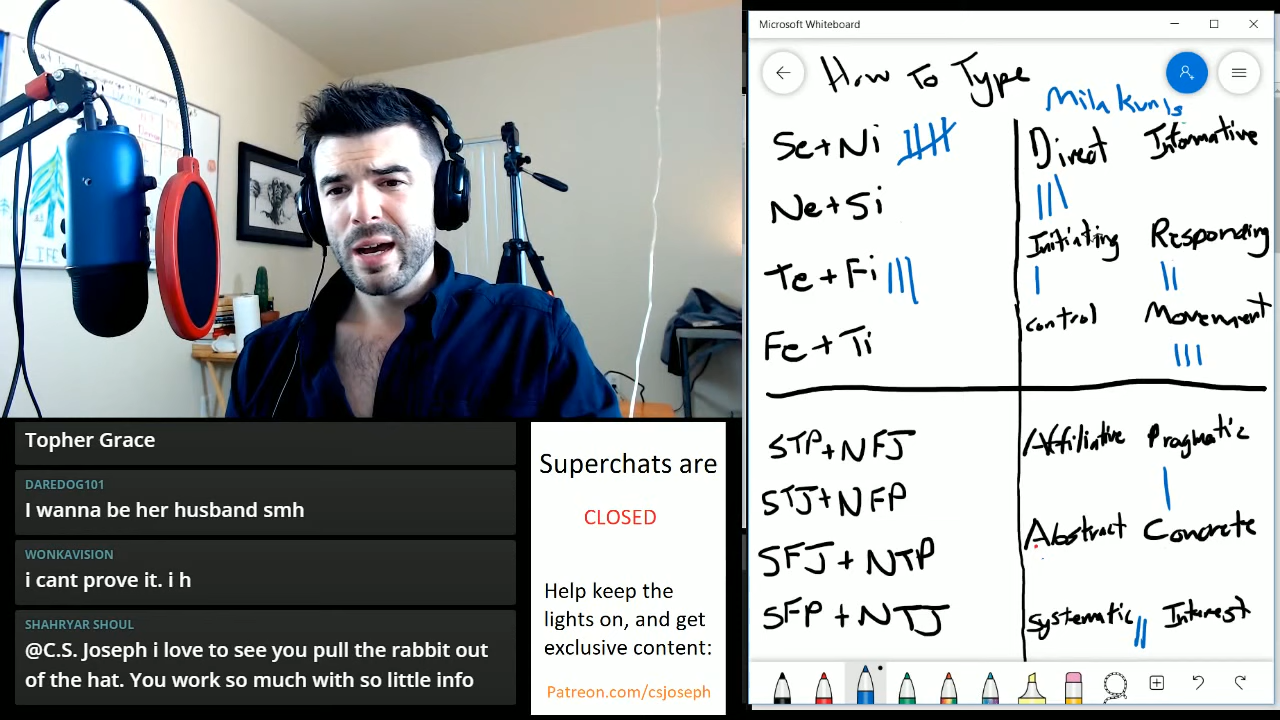 Microsoft Whiteboard
How To Type
Mila Kunis
Se+Ni
Direct Informative
Ne+Si
Initiating Responding
Te + Fi
control Movement
Fe + Ti
STP+NFJ
Affiliative Pragmatic
STJ+NFP
Abstract Concrete
SFJ + NTP
SFP + NTJ
Systematic Interest
LIFE
Topher Grace
DAREDOG101
I wanna be her husband smh
WONKAVISION
i cant prove it. i h
SHAHRYAR SHOUL
@C.S. Joseph i love to see you pull the rabbit out
of the hat. You work so much with so little info
Superchats are
CLOSED
Help keep the
lights on, and get
exclusive content:
Patreon.com/csjoseph